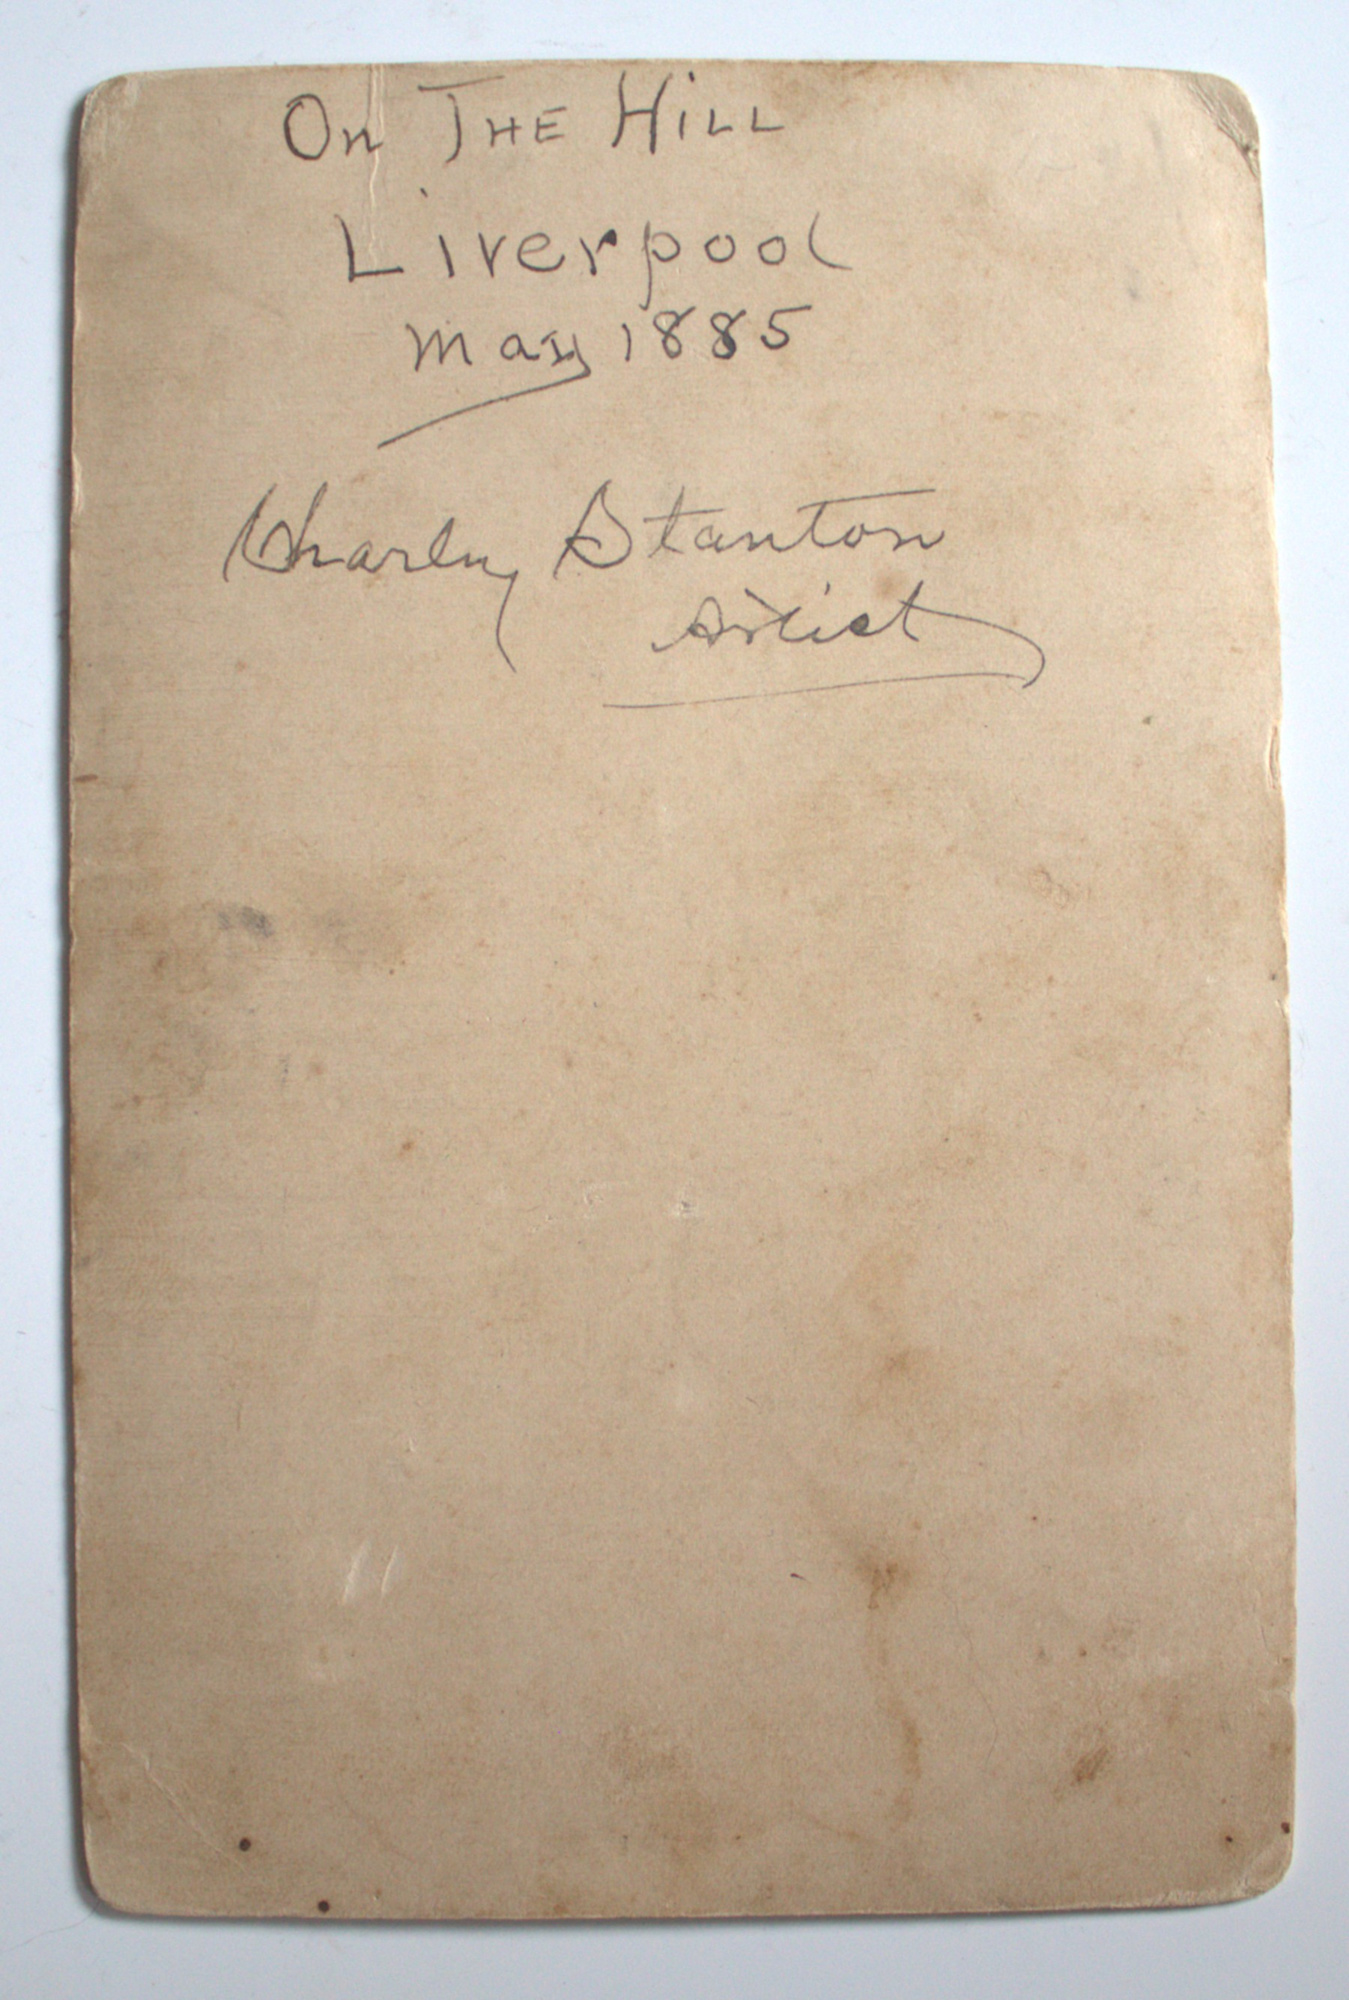 On THE HiLL
Liverpool
May 1885
Charley Stanton
Artist